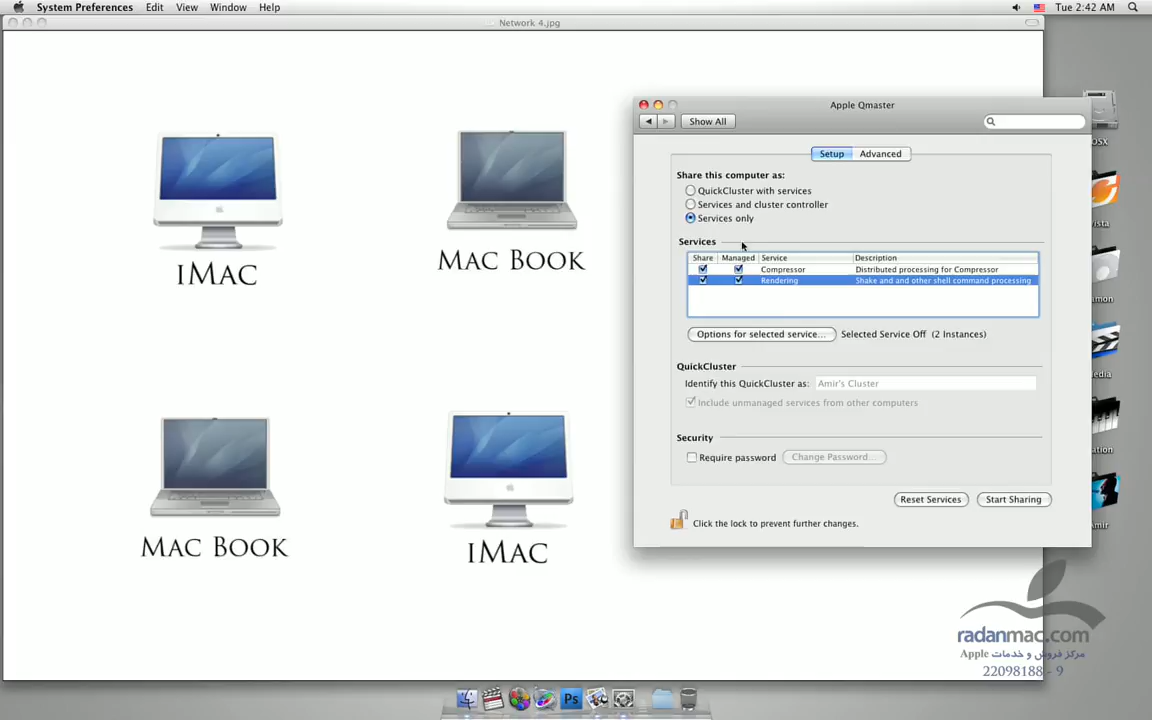 System Preferences Edit View Window Help
Tue 2:42 AM
Network 4.jpg
Apple Qmaster
Show All
Setup Advanced
Share this computer as:
QuickCluster with services
Services and cluster controller
Services only
Services
Share Managed Service Description
Compressor Distributed processing for Compressor
Rendering Shake and and other shell command processing
Options for selected service... Selected Service Off (2 Instances)
QuickCluster
Identify this QuickCluster as: Amir's Cluster
Include unmanaged services from other computers
Security
Require password Change Password...
Reset Services Start Sharing
Click the lock to prevent further changes.
iMac
Mac Book
Mac Book
iMac
OSX
Amir
Ps
radanmac.com
مرکز فروش و خدمات Apple
22098188 - 9